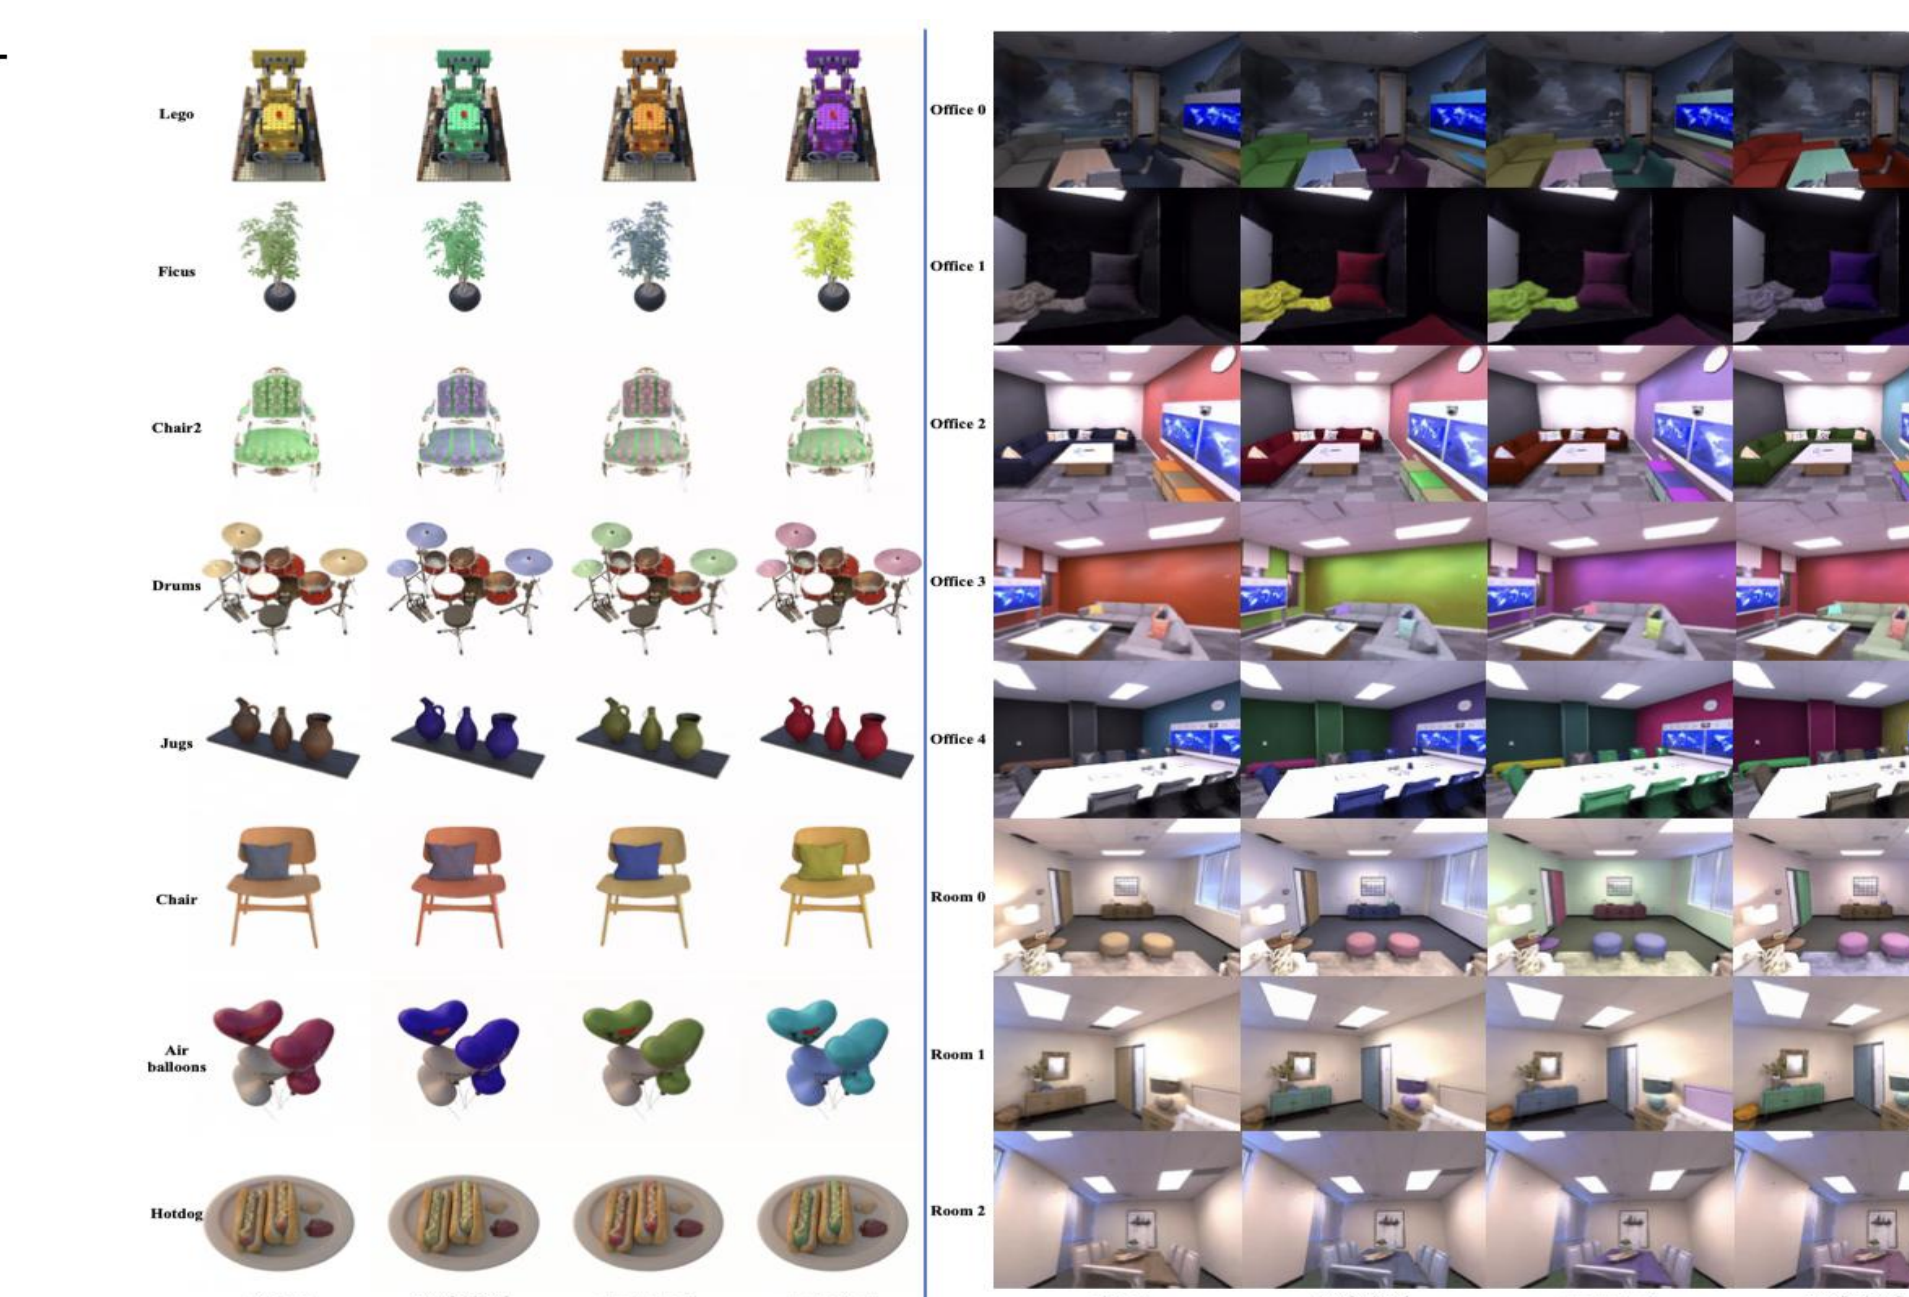 Lego
Ficus
Chair2
Drums
Jugs
Chair
Air
balloons
Hotdog
Office 0
Office 1
Office 2
Office 3
Office 4
Room 0
Room 1
Room 2